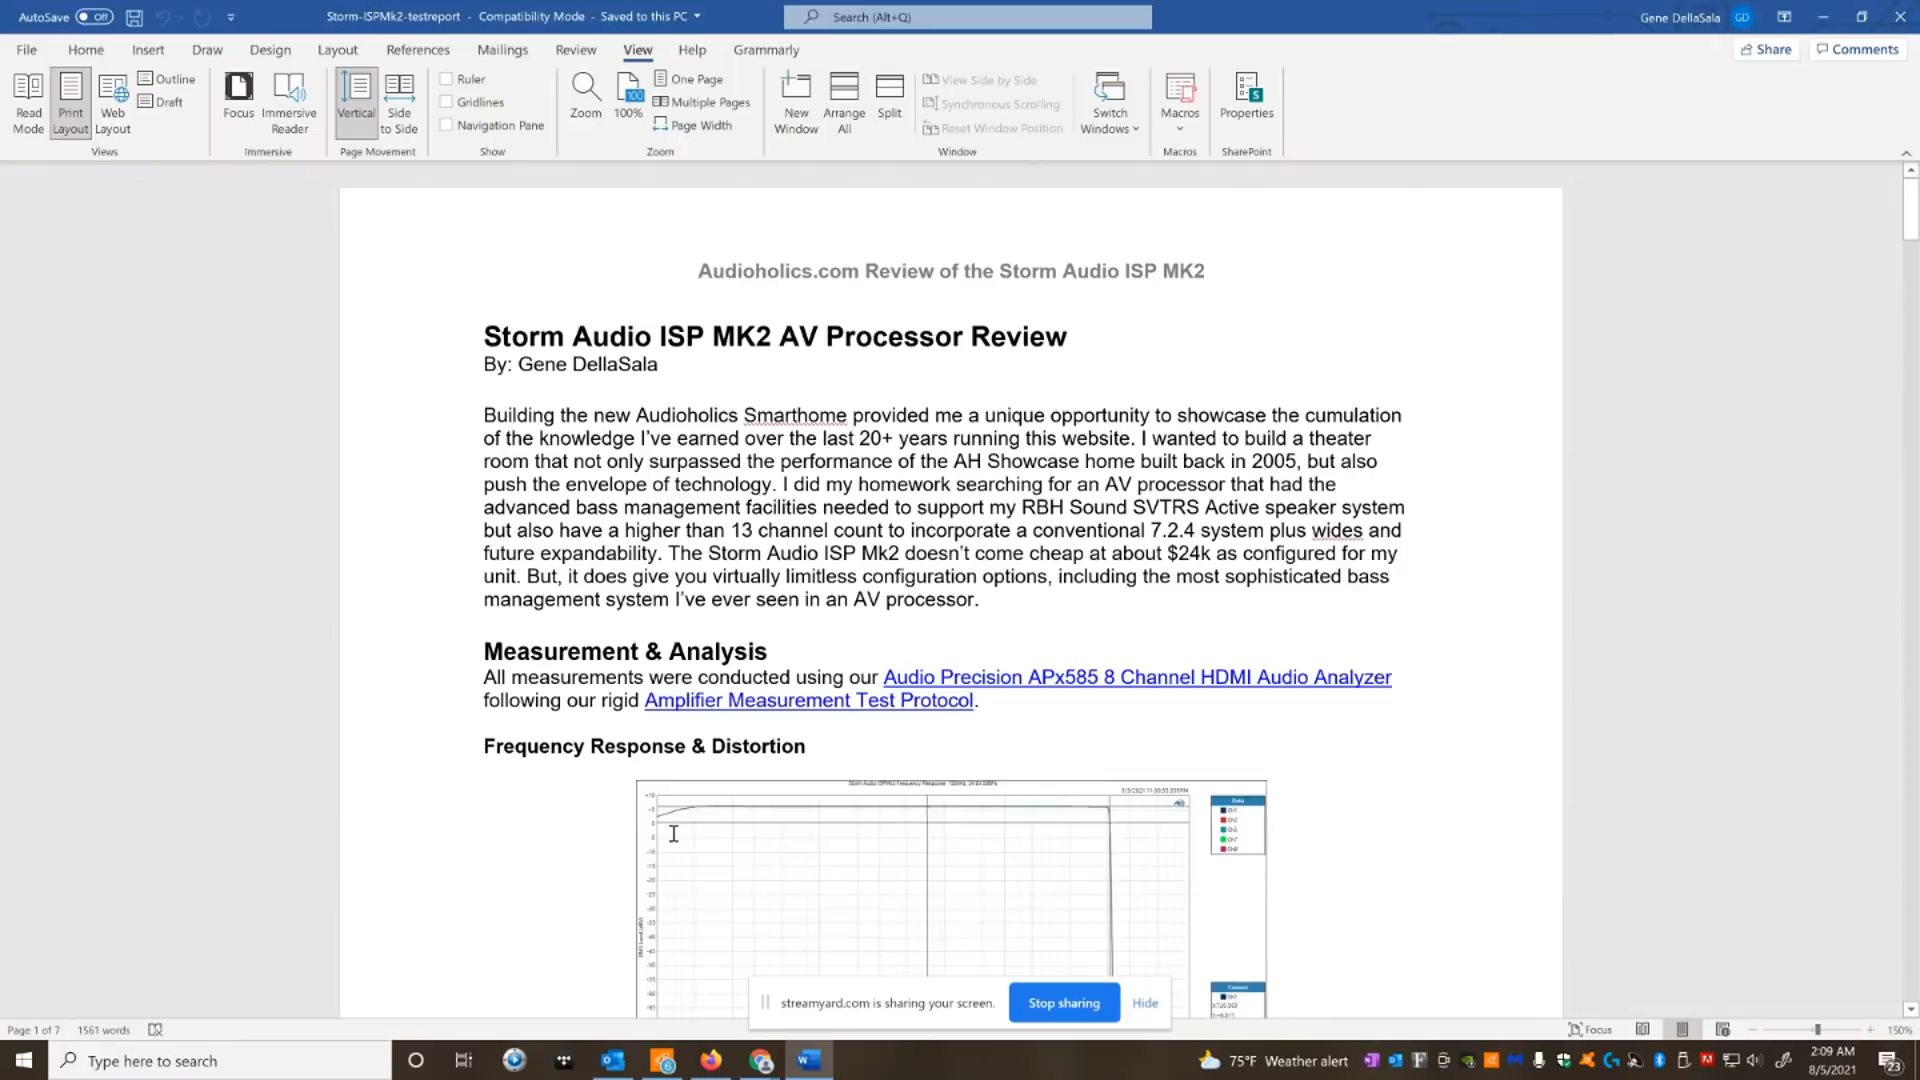 AutoSave Off Storm-ISPMk2-testreport - Compatibility Mode - Saved to this PC Search (Alt+Q) Gene DellaSala GD
File Home Insert Draw Design Layout References Mailings Review View Help Grammarly Share Comments
Read Mode
Print Layout
Web Layout
Outline
Draft
Views
Focus
Immersive Reader
Immersive
Vertical
Side to Side
Page Movement
Ruler
Gridlines
Navigation Pane
Show
Zoom
100
100%
One Page
Multiple Pages
Page Width
Zoom
New Window
Arrange All
Split
View Side by Side
Synchronous Scrolling
Reset Window Position
Window
Switch Windows
Macros
Macros
Properties
SharePoint
Audioholics.com Review of the Storm Audio ISP MK2
Storm Audio ISP MK2 AV Processor Review
By: Gene DellaSala
Building the new Audioholics Smarthome provided me a unique opportunity to showcase the cumulation
of the knowledge I've earned over the last 20+ years running this website. I wanted to build a theater
room that not only surpassed the performance of the AH Showcase home built back in 2005, but also
push the envelope of technology. I did my homework searching for an AV processor that had the
advanced bass management facilities needed to support my RBH Sound SVTRS Active speaker system
but also have a higher than 13 channel count to incorporate a conventional 7.2.4 system plus wides and
future expandability. The Storm Audio ISP Mk2 doesn't come cheap at about $24k as configured for my
unit. But, it does give you virtually limitless configuration options, including the most sophisticated bass
management system I've ever seen in an AV processor.
Measurement & Analysis
All measurements were conducted using our Audio Precision APx585 8 Channel HDMI Audio Analyzer
following our rigid Amplifier Measurement Test Protocol.
Frequency Response & Distortion
streamyard.com is sharing your screen. Stop sharing Hide
Page 1 of 7 1561 words Focus 150%
Type here to search 75°F Weather alert 2:09 AM
8/5/2021
23